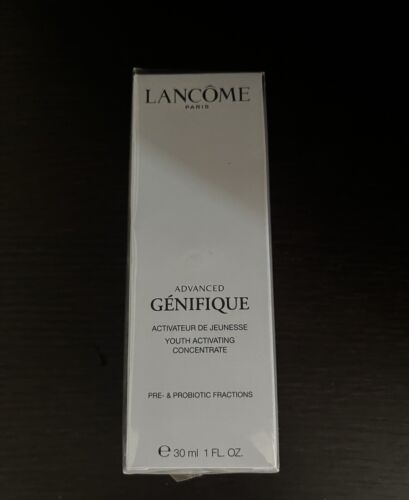 LANCÔME
PARIS
ADVANCED
GÉNIFIQUE
ACTIVATEUR DE JEUNESSE
YOUTH ACTIVATING
CONCENTRATE
PRE- & PROBIOTIC FRACTIONS
℮ 30 ml 1 FL. OZ.